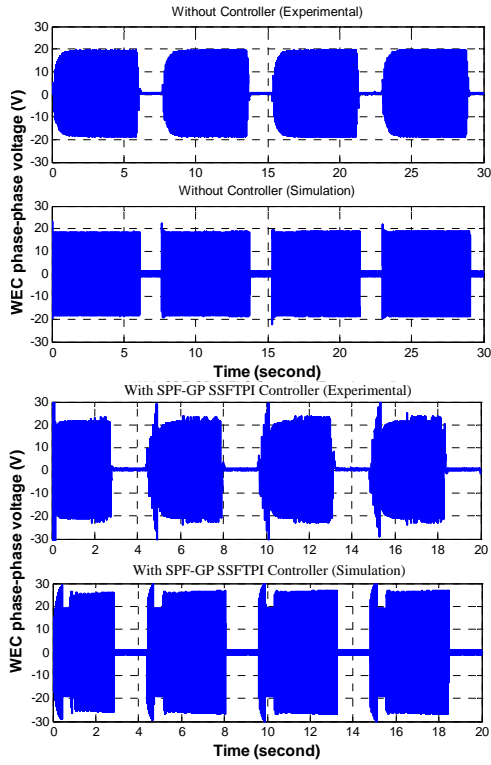 Without Controller (Experimental)
30
20
10
0
-10
-20
-30
0 5 10 15 20 25 30
Without Controller (Simulation)
30
20
10
0
-10
-20
-30
0 5 10 15 20 25 30
WEC phase-phase voltage (V)
Time (second)
With SPF-GP SSFTPI Controller (Experimental)
30
20
10
0
-10
-20
-30
0 2 4 6 8 10 12 14 16 18 20
With SPF-GP SSFTPI Controller (Simulation)
30
20
10
0
-10
-20
-30
0 2 4 6 8 10 12 14 16 18 20
WEC phase-phase voltage (V)
Time (second)